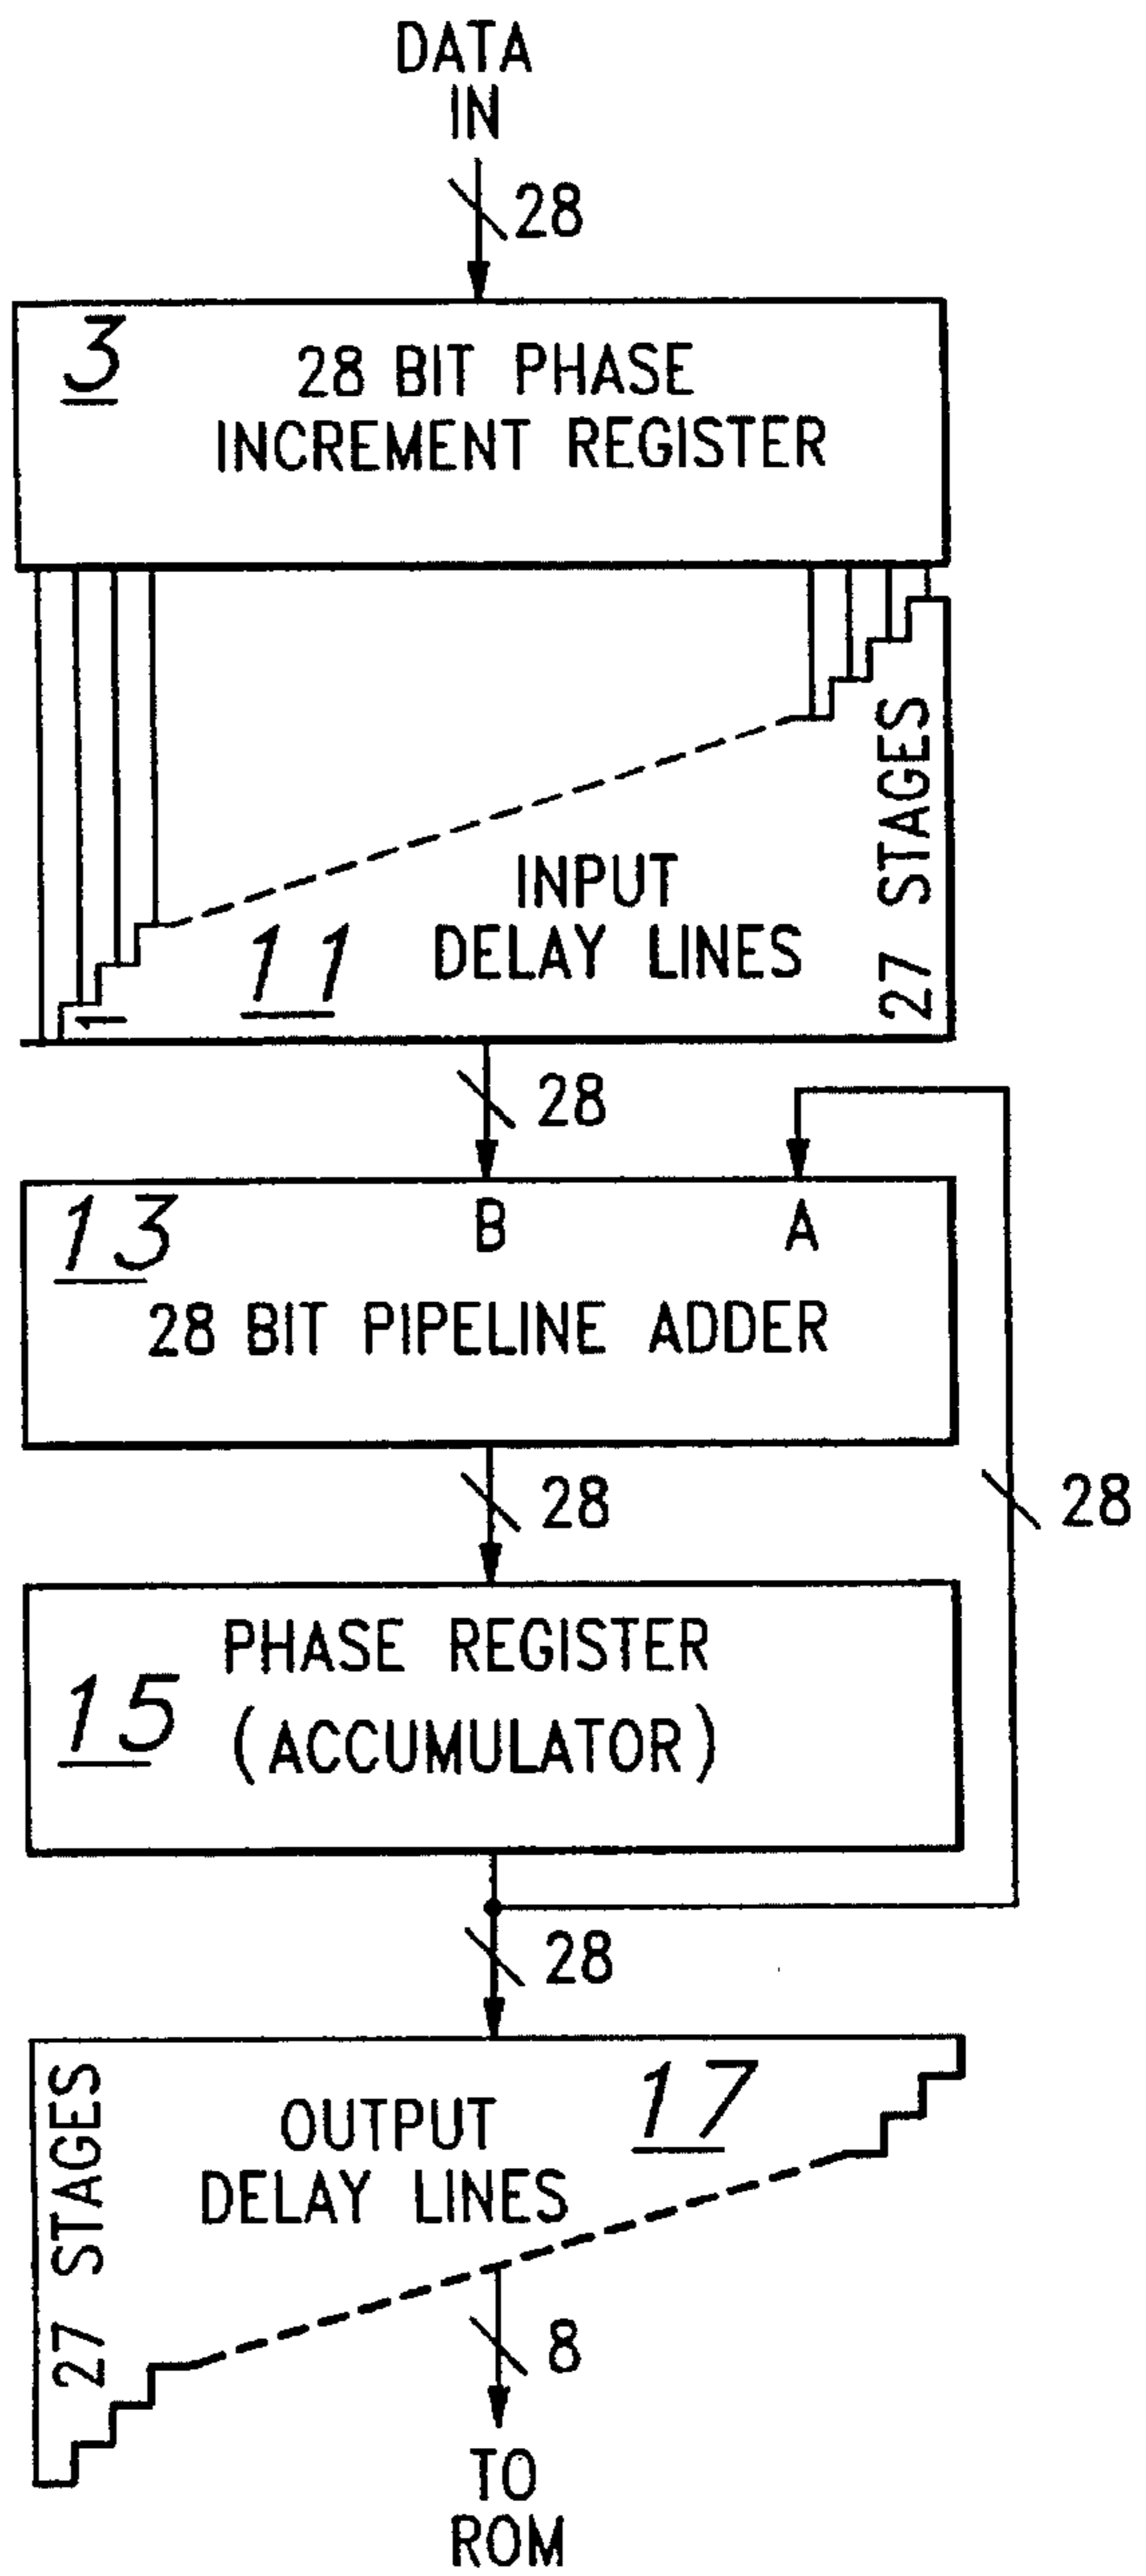 DATA
IN
28
3
28 BIT PHASE
INCREMENT REGISTER
27 STAGES
INPUT
DELAY LINES
11
1
28
13
B
A
28 BIT PIPELINE ADDER
28
28
PHASE REGISTER
(ACCUMULATOR)
15
28
27 STAGES
17
OUTPUT
DELAY LINES
8
TO
ROM